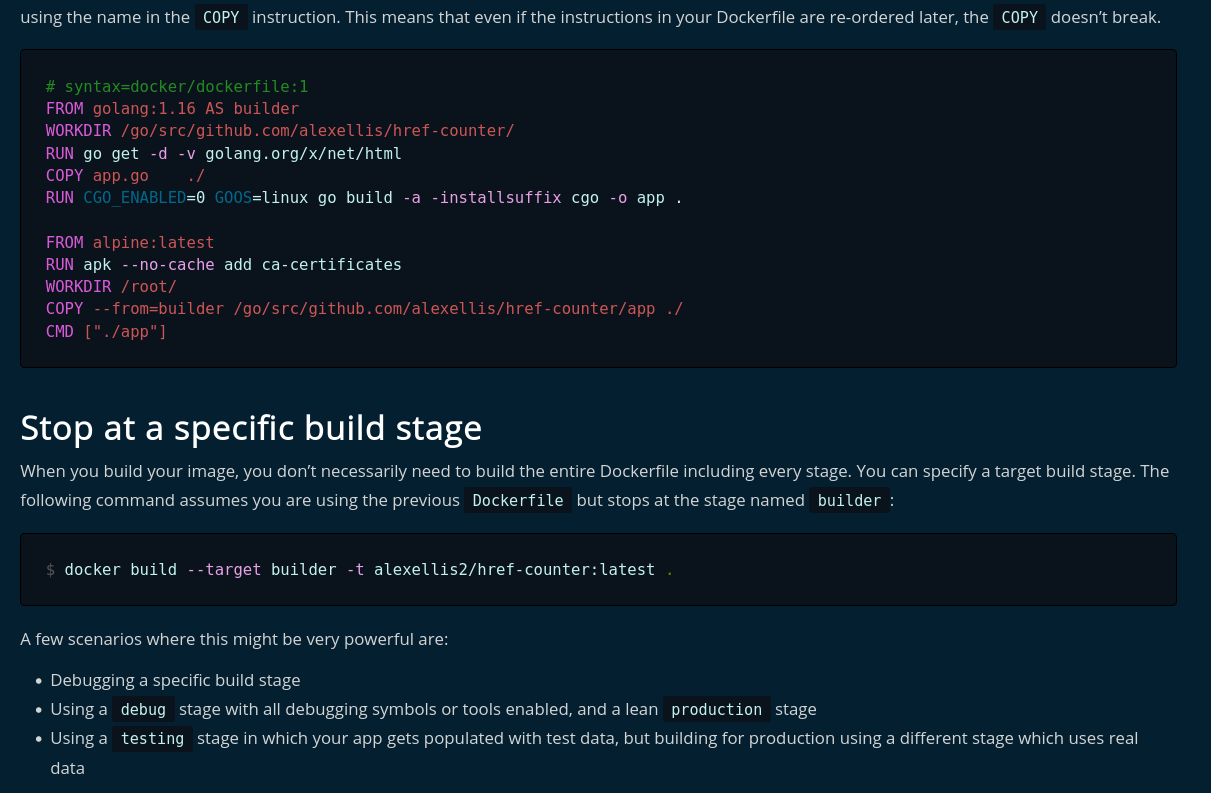 using the name in the COPY instruction. This means that even if the instructions in your Dockerfile are re-ordered later, the COPY doesn’t break.
# syntax=docker/dockerfile:1
FROM golang:1.16 AS builder
WORKDIR /go/src/github.com/alexellis/href-counter/
RUN go get -d -v golang.org/x/net/html
COPY app.go    ./
RUN CGO_ENABLED=0 GOOS=linux go build -a -installsuffix cgo -o app .
FROM alpine:latest
RUN apk --no-cache add ca-certificates
WORKDIR /root/
COPY --from=builder /go/src/github.com/alexellis/href-counter/app ./
CMD ["./app"]
Stop at a specific build stage
When you build your image, you don’t necessarily need to build the entire Dockerfile including every stage. You can specify a target build stage. The
following command assumes you are using the previous Dockerfile but stops at the stage named builder:
$ docker build --target builder -t alexellis2/href-counter:latest .
A few scenarios where this might be very powerful are:
• Debugging a specific build stage
• Using a debug stage with all debugging symbols or tools enabled, and a lean production stage
• Using a testing stage in which your app gets populated with test data, but building for production using a different stage which uses real
data